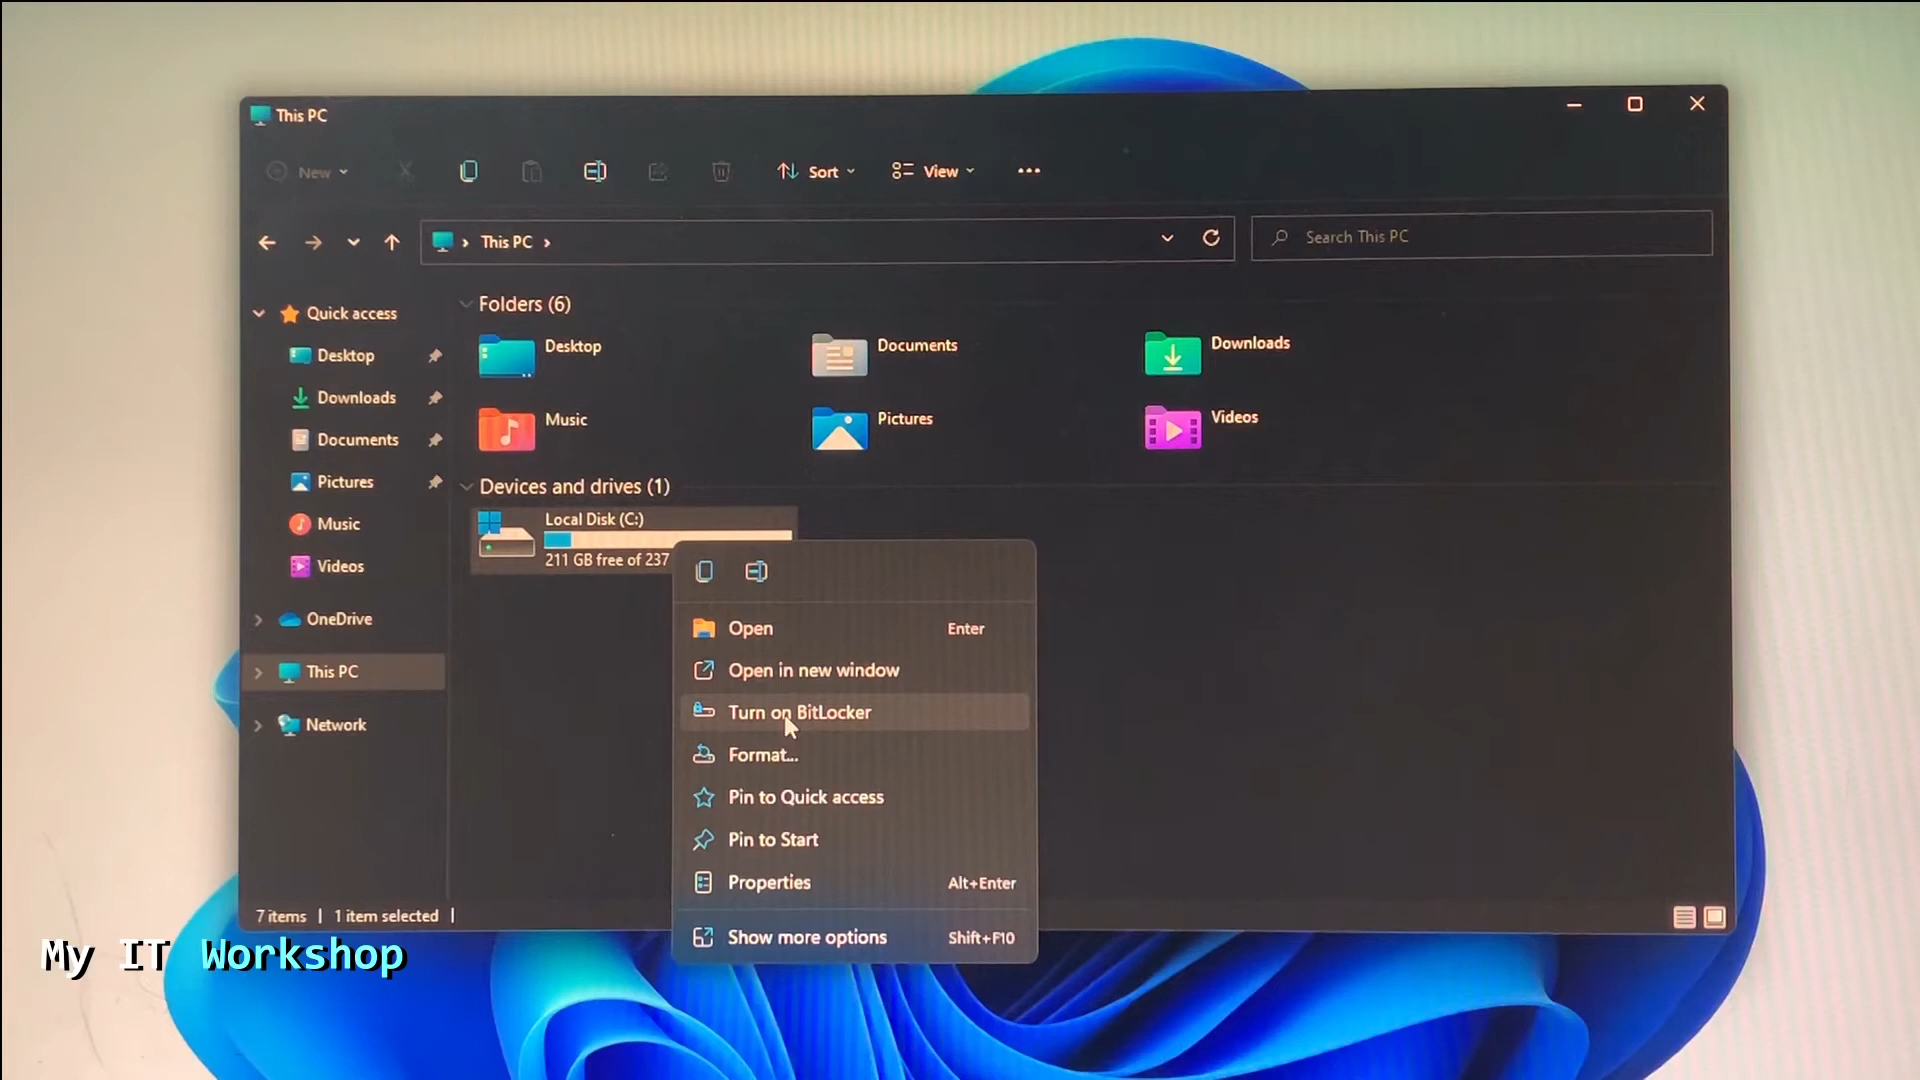 This PC
New
Sort
View
This PC
Search This PC
Quick access
Desktop
Downloads
Documents
Pictures
Music
Videos
OneDrive
This PC
Network
Folders (6)
Desktop
Documents
Downloads
Music
Pictures
Videos
Devices and drives (1)
Local Disk (C:)
211 GB free of 237
Open Enter
Open in new window
Turn on BitLocker
Format...
Pin to Quick access
Pin to Start
Properties Alt+Enter
Show more options Shift+F10
7 items | 1 item selected |
My IT Workshop